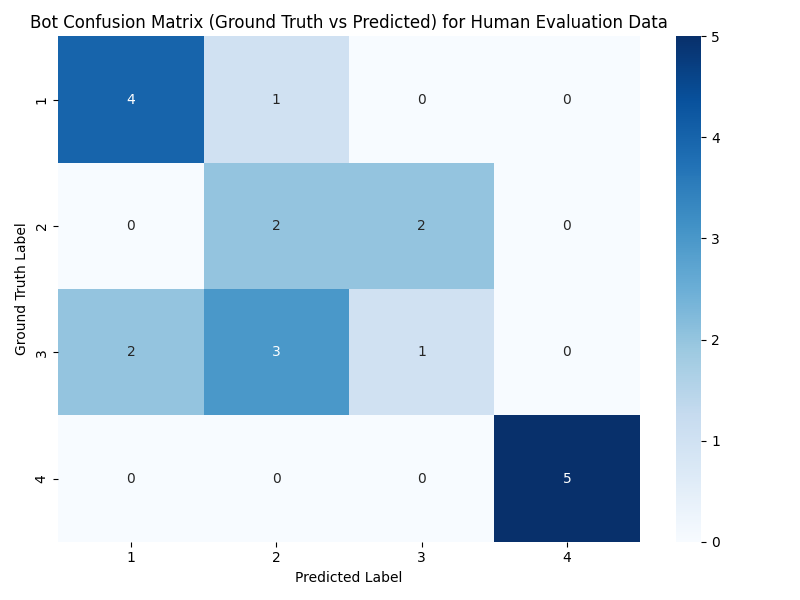 Bot Confusion Matrix (Ground Truth vs Predicted) for Human Evaluation Data
Ground Truth Label
1 4 1 0 0
2 0 2 2 0
3 2 3 1 0
4 0 0 0 5
1 2 3 4
Predicted Label
5
4
3
2
1
0